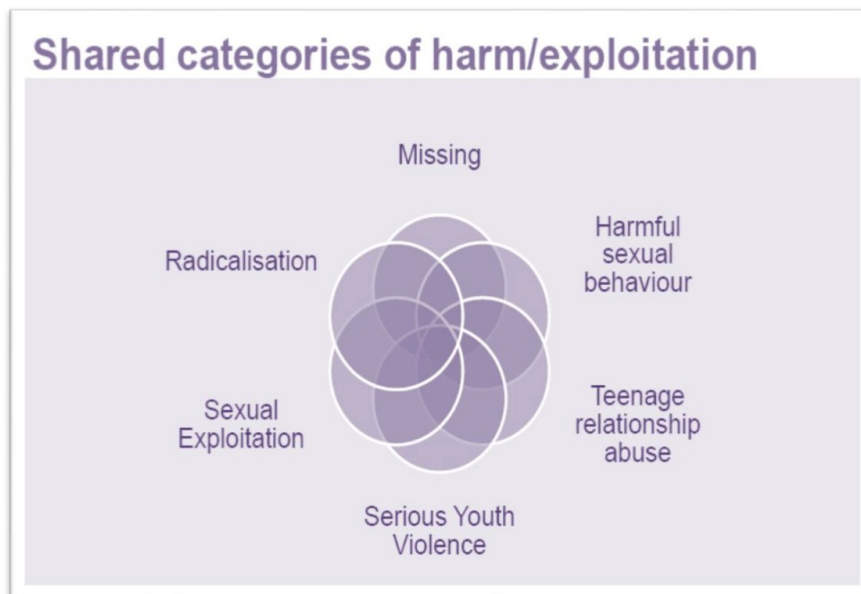 Shared categories of harm/exploitation
Missing
Harmful
sexual
behaviour
Radicalisation
Teenage
relationship
abuse
Sexual
Exploitation
Serious Youth
Violence